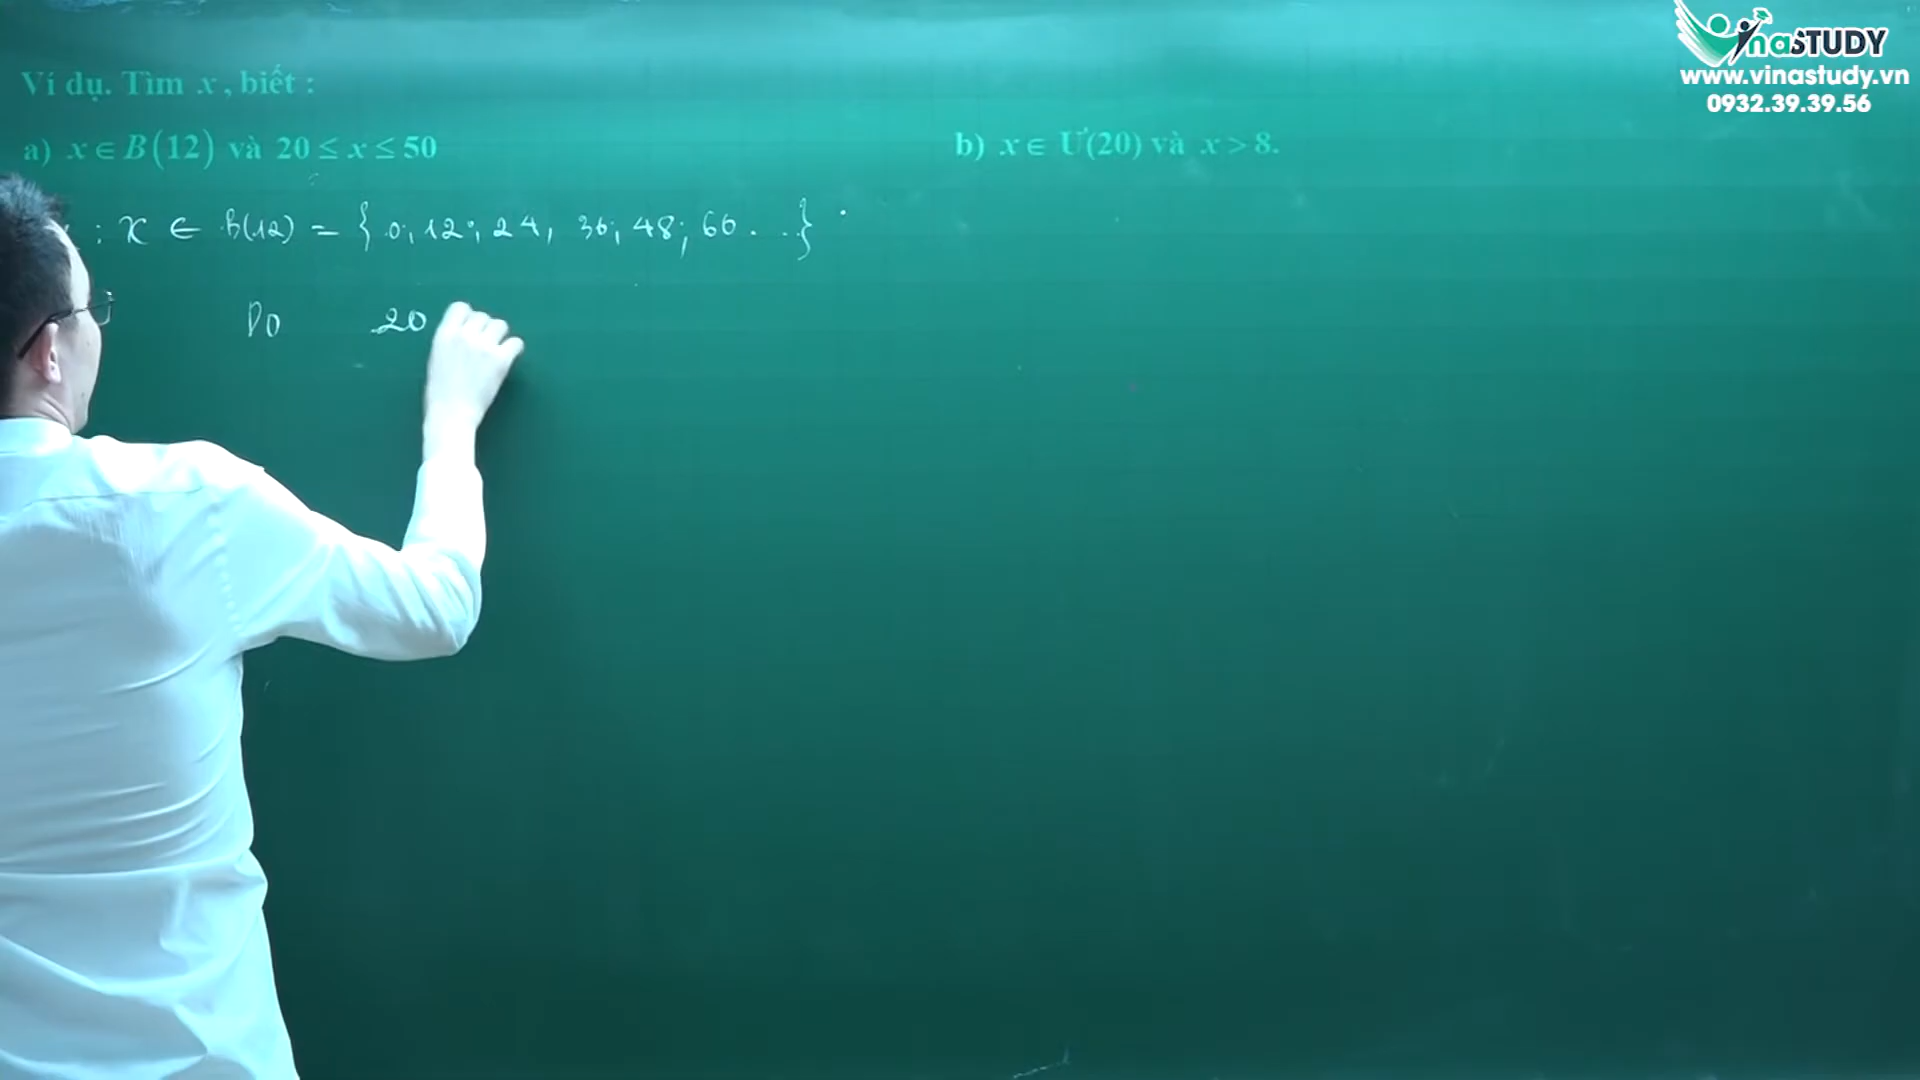 VinaSTUDY
www.vinastudy.vn
0932.39.39.56
Ví dụ. Tìm x, biết :
a) x ∈ B(12) và 20 ≤ x ≤ 50
b) x ∈ Ư(20) và x > 8.
: x ∈ B(12) = { 0; 12; 24, 36; 48; 60 . . . }
Do 20